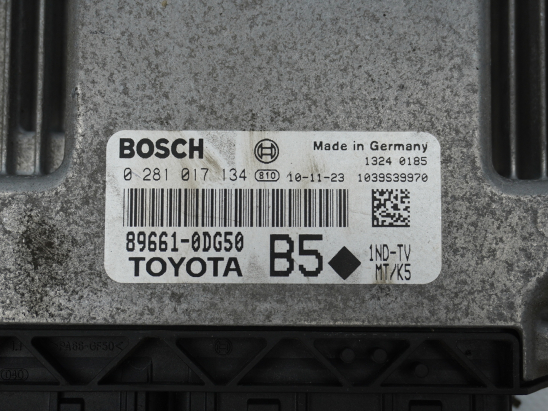 BOSCH Made in Germany
1324 0185
0 281 017 134 810 10-11-23 1039S39970
89661-0DG50
TOYOTA B5 1ND-TV
MT/K5